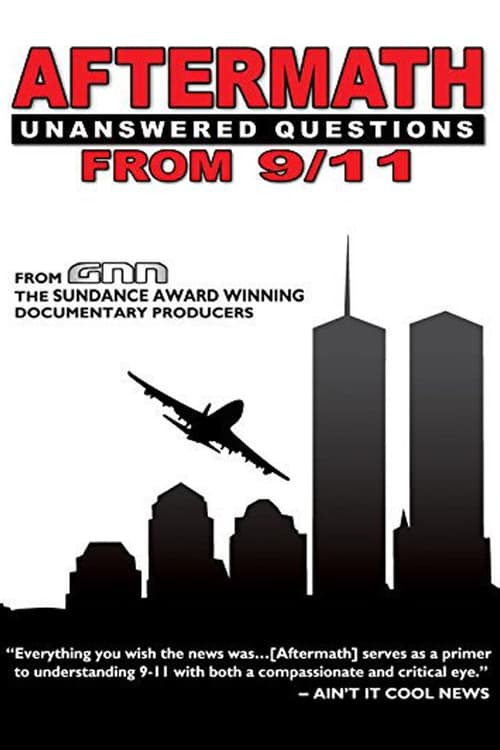 AFTERMATH
UNANSWERED QUESTIONS
FROM 9/11
FROM GNN
THE SUNDANCE AWARD WINNING
DOCUMENTARY PRODUCERS
“Everything you wish the news was...[Aftermath] serves as a primer
to understanding 9-11 with both a compassionate and critical eye.”
– AIN'T IT COOL NEWS